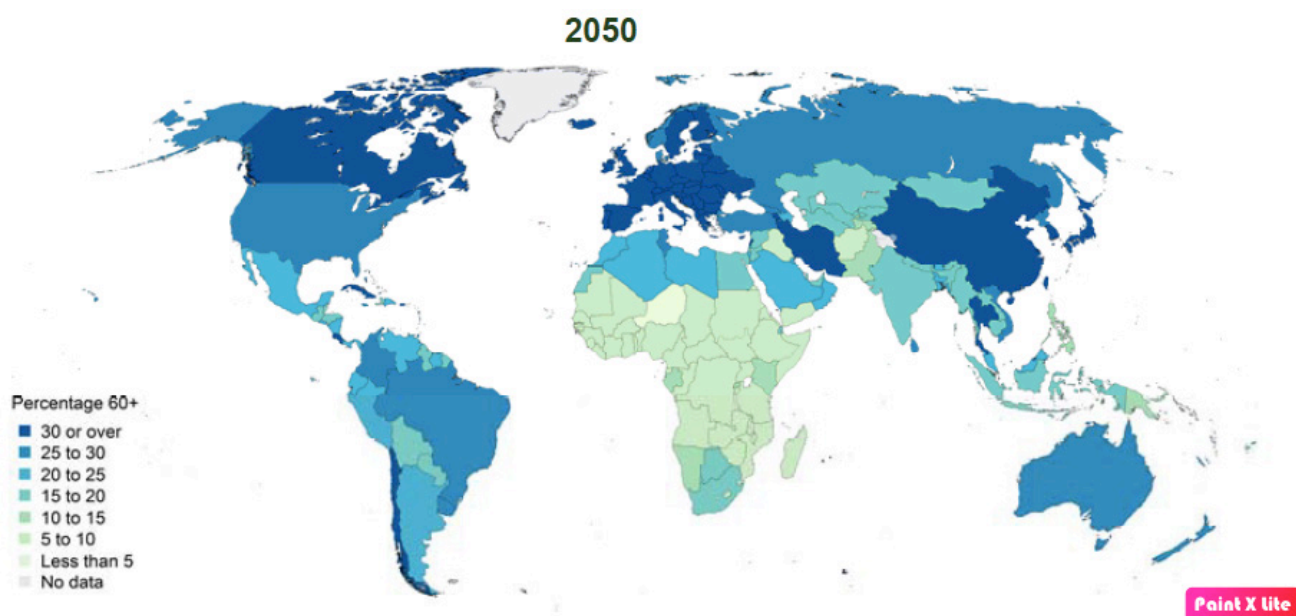 2050
Percentage 60+
30 or over
25 to 30
20 to 25
15 to 20
10 to 15
5 to 10
Less than 5
No data
Paint X Lite